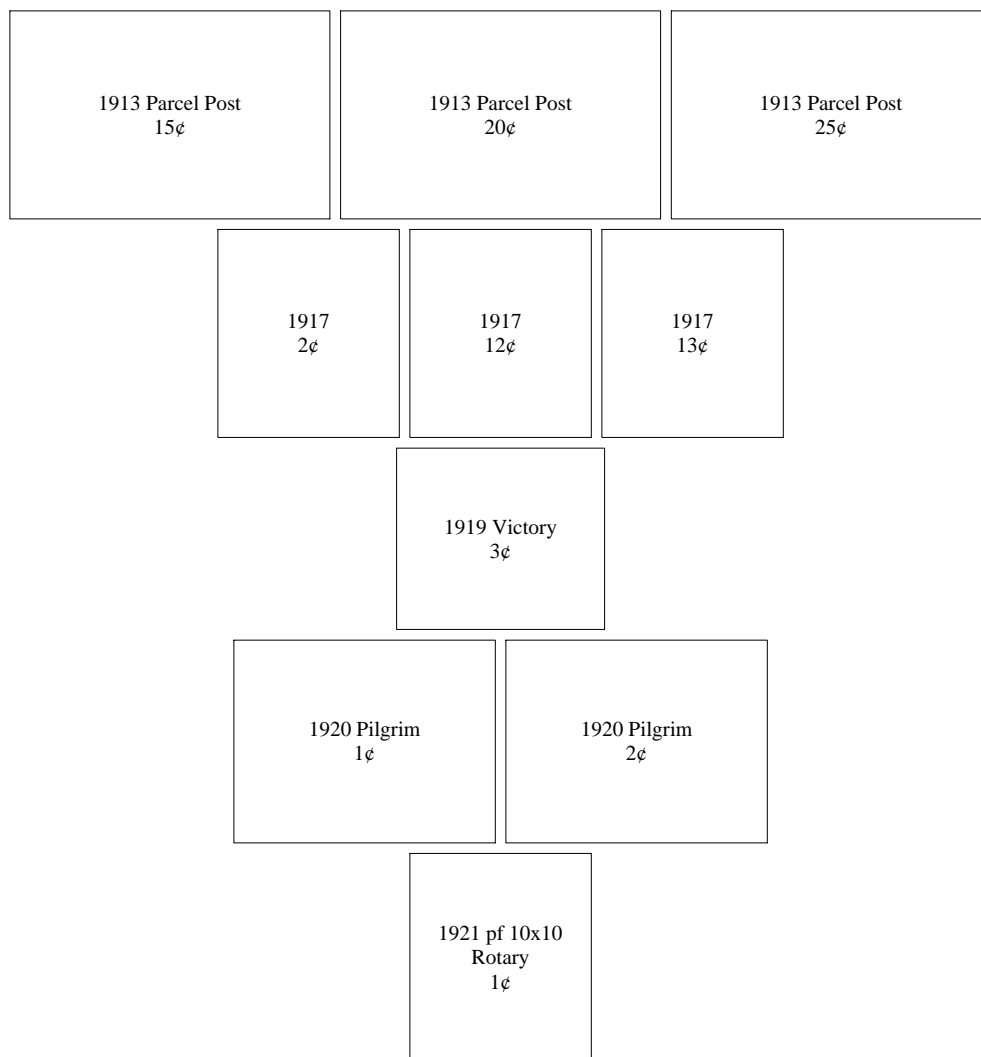 1913 Parcel Post
15¢
1913 Parcel Post
20¢
1913 Parcel Post
25¢
1917
2¢
1917
12¢
1917
13¢
1919 Victory
3¢
1920 Pilgrim
1¢
1920 Pilgrim
2¢
1921 pf 10x10
Rotary
1¢